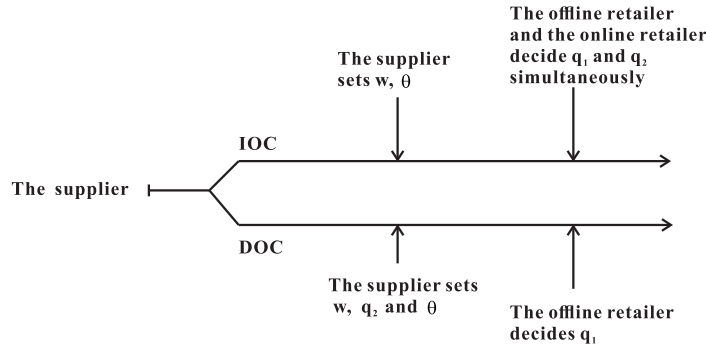 The offline retailer
and the online retailer
decide q₁ and q₂
simultaneously
The supplier
sets w, θ
IOC
The supplier
DOC
The supplier sets
w, q₂ and θ
The offline retailer
decides q₁